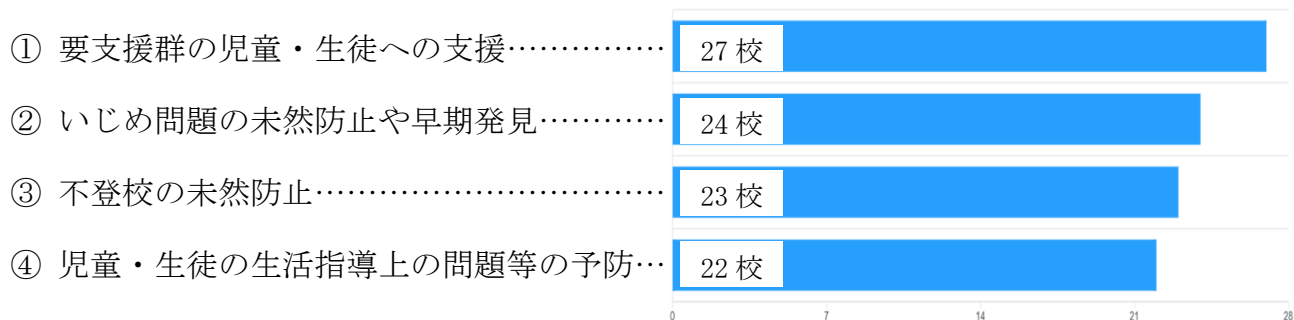 ① 要支援群の児童・生徒への支援…………… 27 校
② いじめ問題の未然防止や早期発見………… 24 校
③ 不登校の未然防止…………………………… 23 校
④ 児童・生徒の生活指導上の問題等の予防… 22 校
0 7 14 21 28